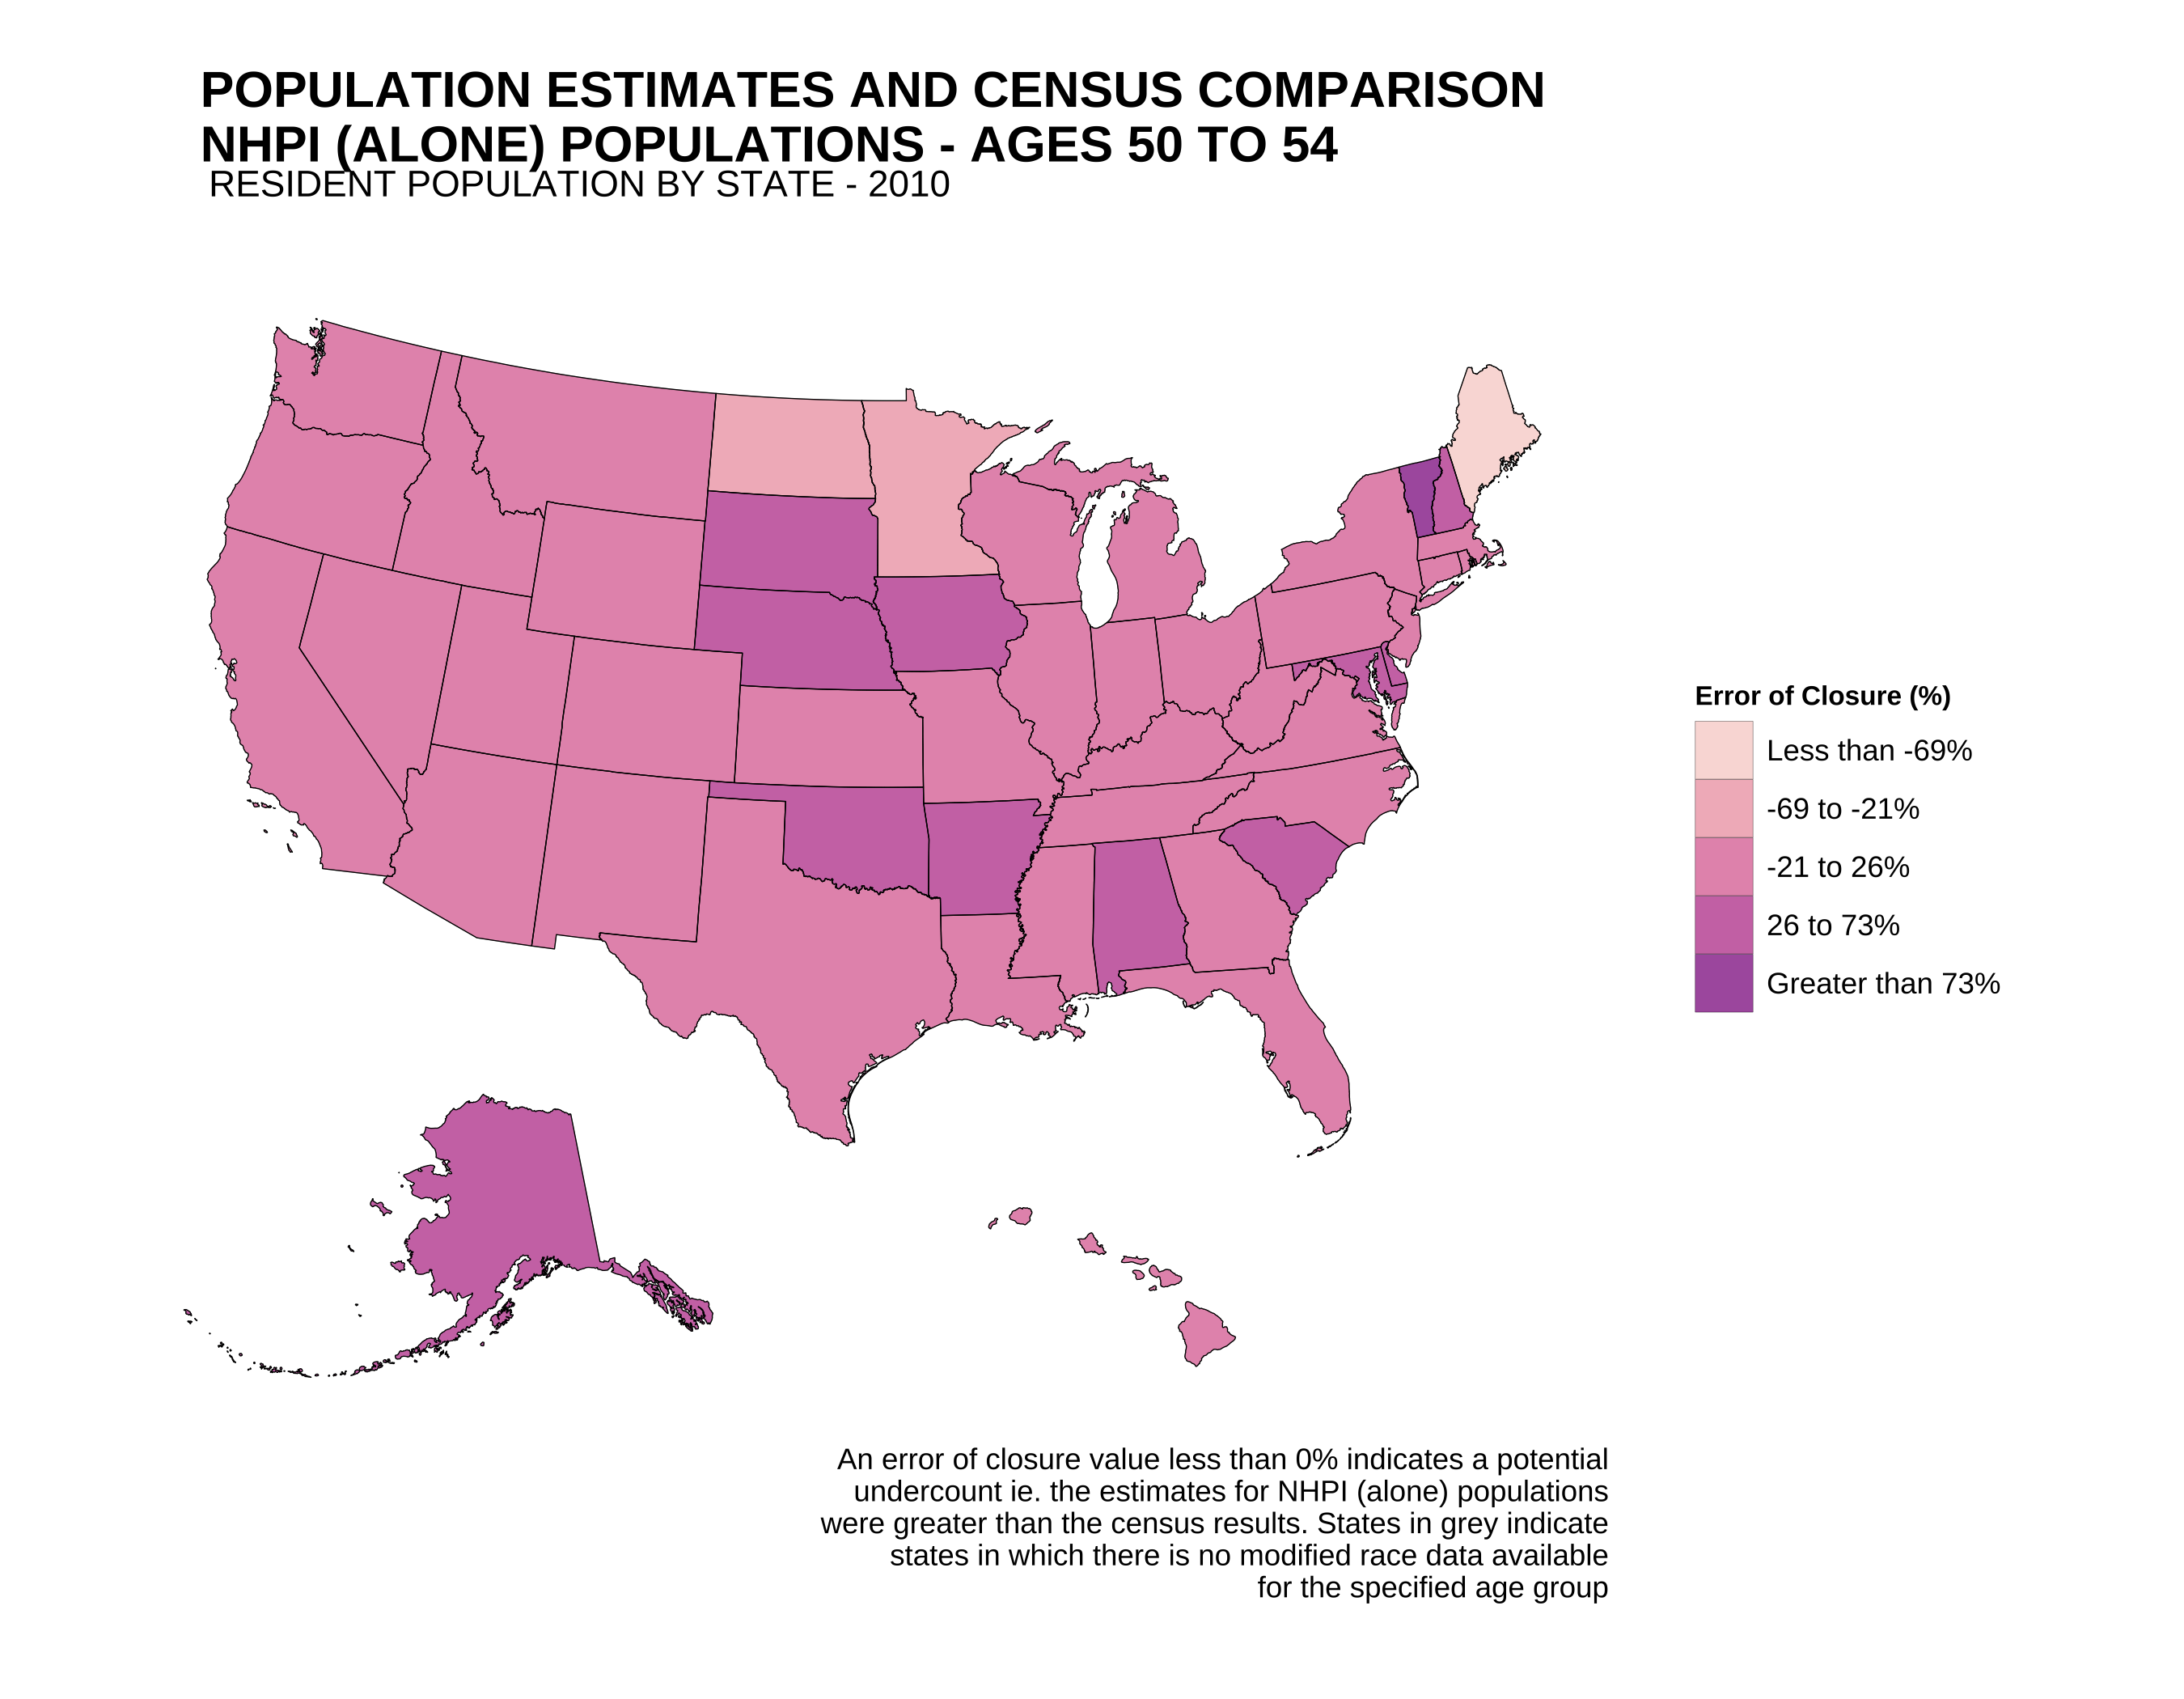 POPULATION ESTIMATES AND CENSUS COMPARISON
NHPI (ALONE) POPULATIONS - AGES 50 TO 54
RESIDENT POPULATION BY STATE - 2010
Error of Closure (%)
Less than -69%
-69 to -21%
-21 to 26%
26 to 73%
Greater than 73%
An error of closure value less than 0% indicates a potential
undercount ie. the estimates for NHPI (alone) populations
were greater than the census results. States in grey indicate
states in which there is no modified race data available
for the specified age group